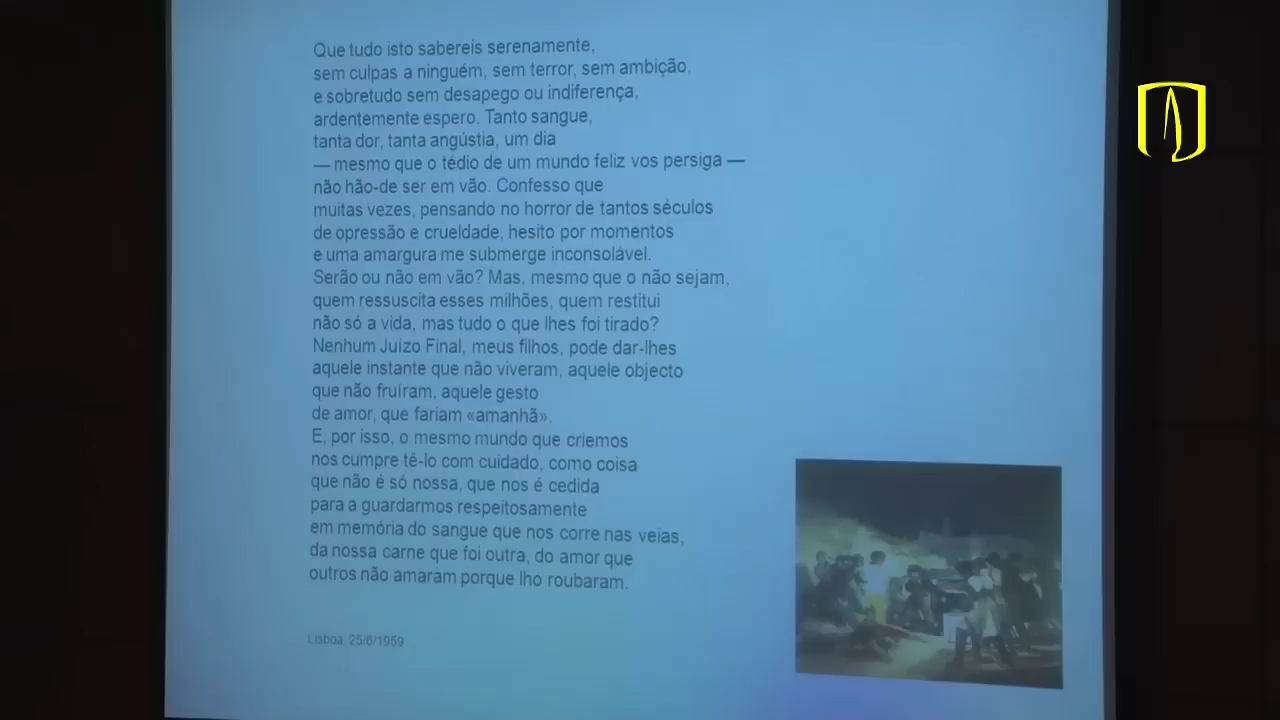 Que tudo isto sabereis serenamente,
sem culpas a ninguém, sem terror, sem ambição,
e sobretudo sem desapego ou indiferença,
ardentemente espero. Tanto sangue,
tanta dor, tanta angústia, um dia
— mesmo que o tédio de um mundo feliz vos persiga —
não hão-de ser em vão. Confesso que
muitas vezes, pensando no horror de tantos séculos
de opressão e crueldade, hesito por momentos
e uma amargura me submerge inconsolável.
Serão ou não em vão? Mas, mesmo que o não sejam,
quem ressuscita esses milhões, quem restitui
não só a vida, mas tudo o que lhes foi tirado?
Nenhum Juízo Final, meus filhos, pode dar-lhes
aquele instante que não viveram, aquele objecto
que não fruíram, aquele gesto
de amor, que fariam «amanhã».
E, por isso, o mesmo mundo que criemos
nos cumpre tê-lo com cuidado, como coisa
que não é só nossa, que nos é cedida
para a guardarmos respeitosamente
em memória do sangue que nos corre nas veias,
da nossa carne que foi outra, do amor que
outros não amaram porque lho roubaram.
Lisboa, 25/6/1959